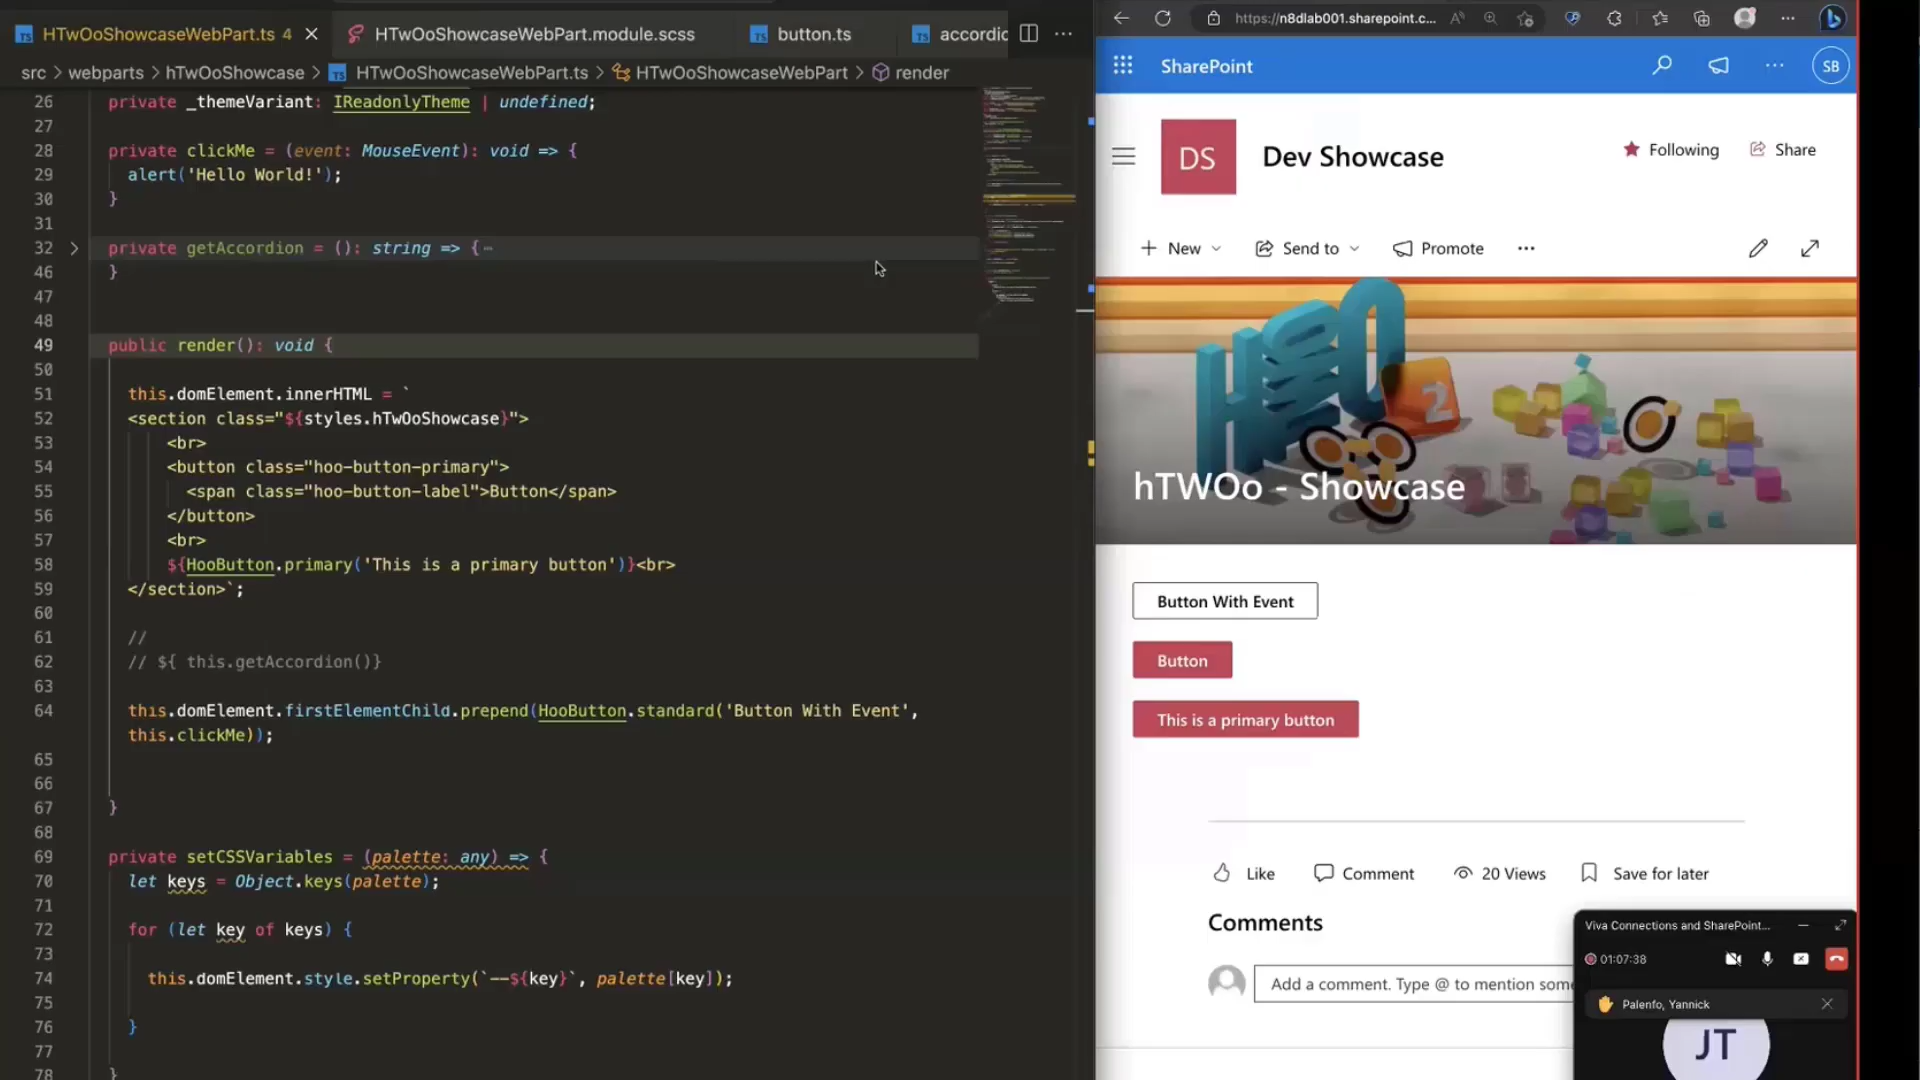 HTwOoShowcaseWebPart.ts 4
HTwOoShowcaseWebPart.module.scss
button.ts
accordio
src > webparts > hTwOoShowcase > HTwOoShowcaseWebPart.ts > HTwOoShowcaseWebPart > render
26 private _themeVariant: IReadonlyTheme | undefined;
27
28 private clickMe = (event: MouseEvent): void => {
29 alert('Hello World!');
30 }
31
32 private getAccordion = (): string => {
46 }
47
48
49 public render(): void {
50
51 this.domElement.innerHTML = `
52 <section class="${styles.hTwOoShowcase}">
53 <br>
54 <button class="hoo-button-primary">
55 <span class="hoo-button-label">Button</span>
56 </button>
57 <br>
58 ${HooButton.primary('This is a primary button')}<br>
59 </section>`;
60
61 //
62 // ${ this.getAccordion()}
63
64 this.domElement.firstElementChild.prepend(HooButton.standard('Button With Event',
this.clickMe));
65
66
67 }
68
69 private setCSSVariables = (palette: any) => {
70 let keys = Object.keys(palette);
71
72 for (let key of keys) {
73
74 this.domElement.style.setProperty(`--${key}`, palette[key]);
75
76 }
77
78 }
https://n8dlab001.sharepoint.c...
SharePoint
SB
DS
Dev Showcase
Following
Share
New
Send to
Promote
2
hTWOo - Showcase
Button With Event
Button
This is a primary button
Like
Comment
20 Views
Save for later
Comments
Add a comment. Type @ to mention som
Viva Connections and SharePoint...
01:07:38
Palenfo, Yannick
JT